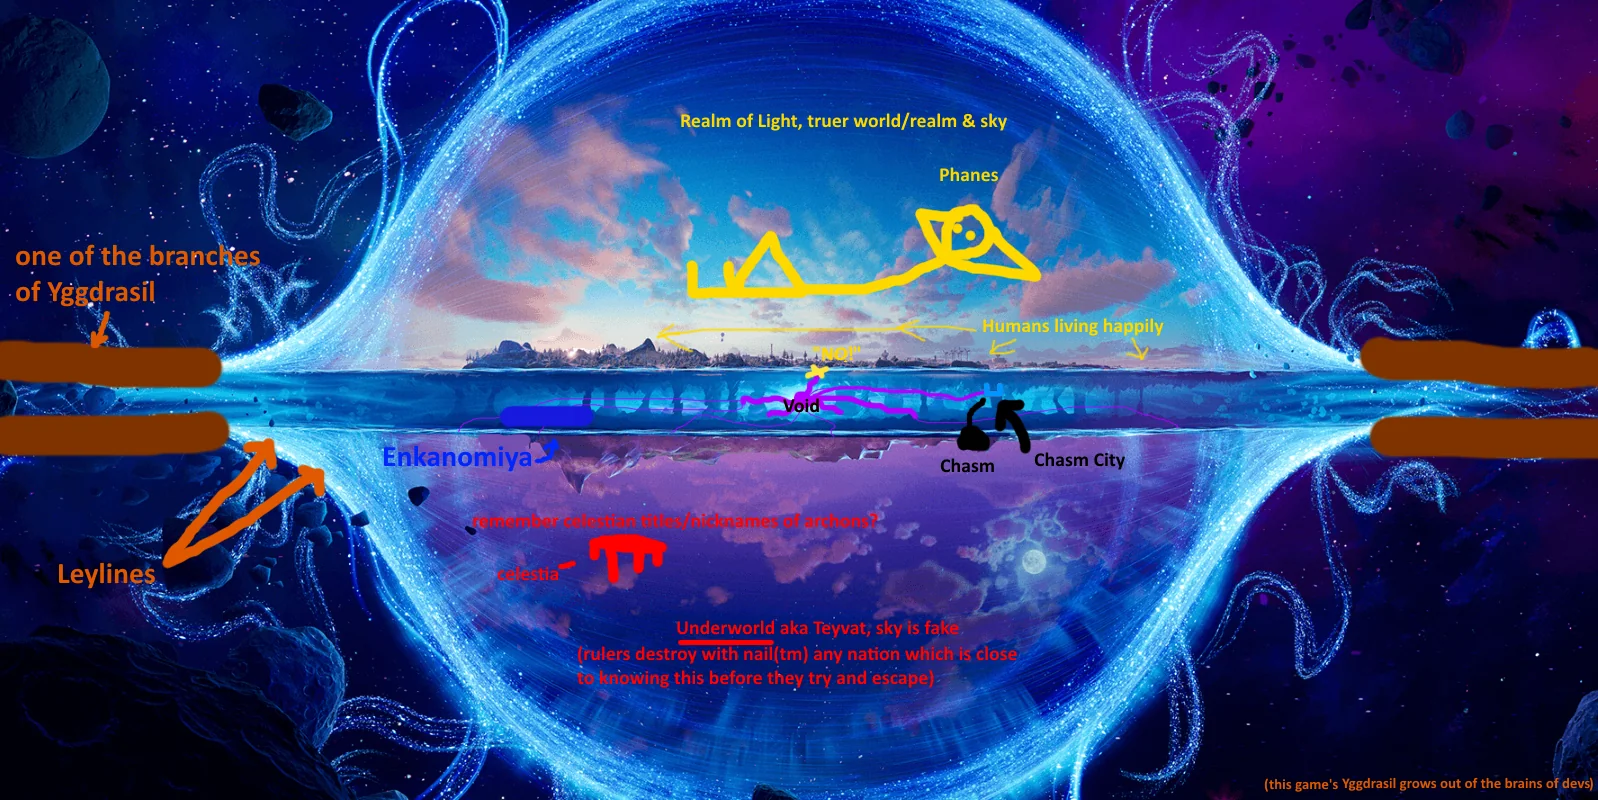 Realm of Light, truer world/realm & sky
Phanes
one of the branches
of Yggdrasil
Humans living happily
"NO!"
Void
Enkanomiya
Chasm
Chasm City
remember celestian titles/nicknames of archons?
celestia
Leylines
Underworld aka Teyvat, sky is fake
(rulers destroy with nail(tm) any nation which is close
to knowing this before they try and escape)
(this game's Yggdrasil grows out of the brains of devs)